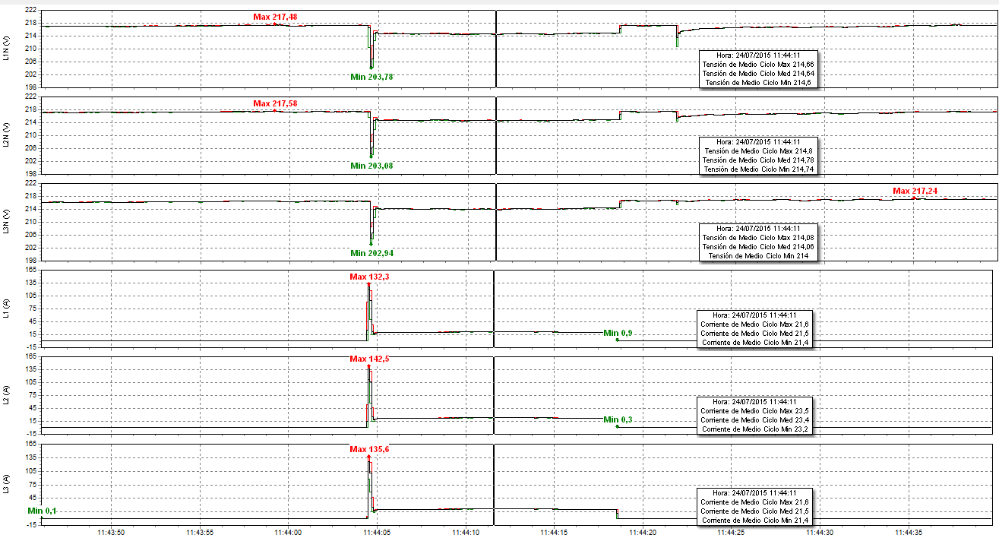 222
218
214
210
206
202
198
L1N (V)
Max 217,48
Min 203,78
Hora: 24/07/2015 11:44:11
Tensión de Medio Ciclo Max 214,66
Tensión de Medio Ciclo Med 214,64
Tensión de Medio Ciclo Min 214,6
222
218
214
210
206
202
198
L2N (V)
Max 217,58
Min 203,08
Hora: 24/07/2015 11:44:11
Tensión de Medio Ciclo Max 214,8
Tensión de Medio Ciclo Med 214,78
Tensión de Medio Ciclo Min 214,74
222
218
214
210
206
202
198
L3N (V)
Max 217,24
Min 202,94
Hora: 24/07/2015 11:44:11
Tensión de Medio Ciclo Max 214,08
Tensión de Medio Ciclo Med 214,06
Tensión de Medio Ciclo Min 214
165
135
105
75
45
15
-15
L1 (A)
Max 132,3
Min 0,9
Hora: 24/07/2015 11:44:11
Corriente de Medio Ciclo Max 21,6
Corriente de Medio Ciclo Med 21,5
Corriente de Medio Ciclo Min 21,4
165
135
105
75
45
15
-15
L2 (A)
Max 142,5
Min 0,3
Hora: 24/07/2015 11:44:11
Corriente de Medio Ciclo Max 23,5
Corriente de Medio Ciclo Med 23,4
Corriente de Medio Ciclo Min 23,2
165
135
105
75
45
-15
L3 (A)
Max 135,6
Min 0,1
Hora: 24/07/2015 11:44:11
Corriente de Medio Ciclo Max 21,6
Corriente de Medio Ciclo Med 21,5
Corriente de Medio Ciclo Min 21,4
11:43:50 11:43:55 11:44:00 11:44:05 11:44:10 11:44:15 11:44:20 11:44:25 11:44:30 11:44:35